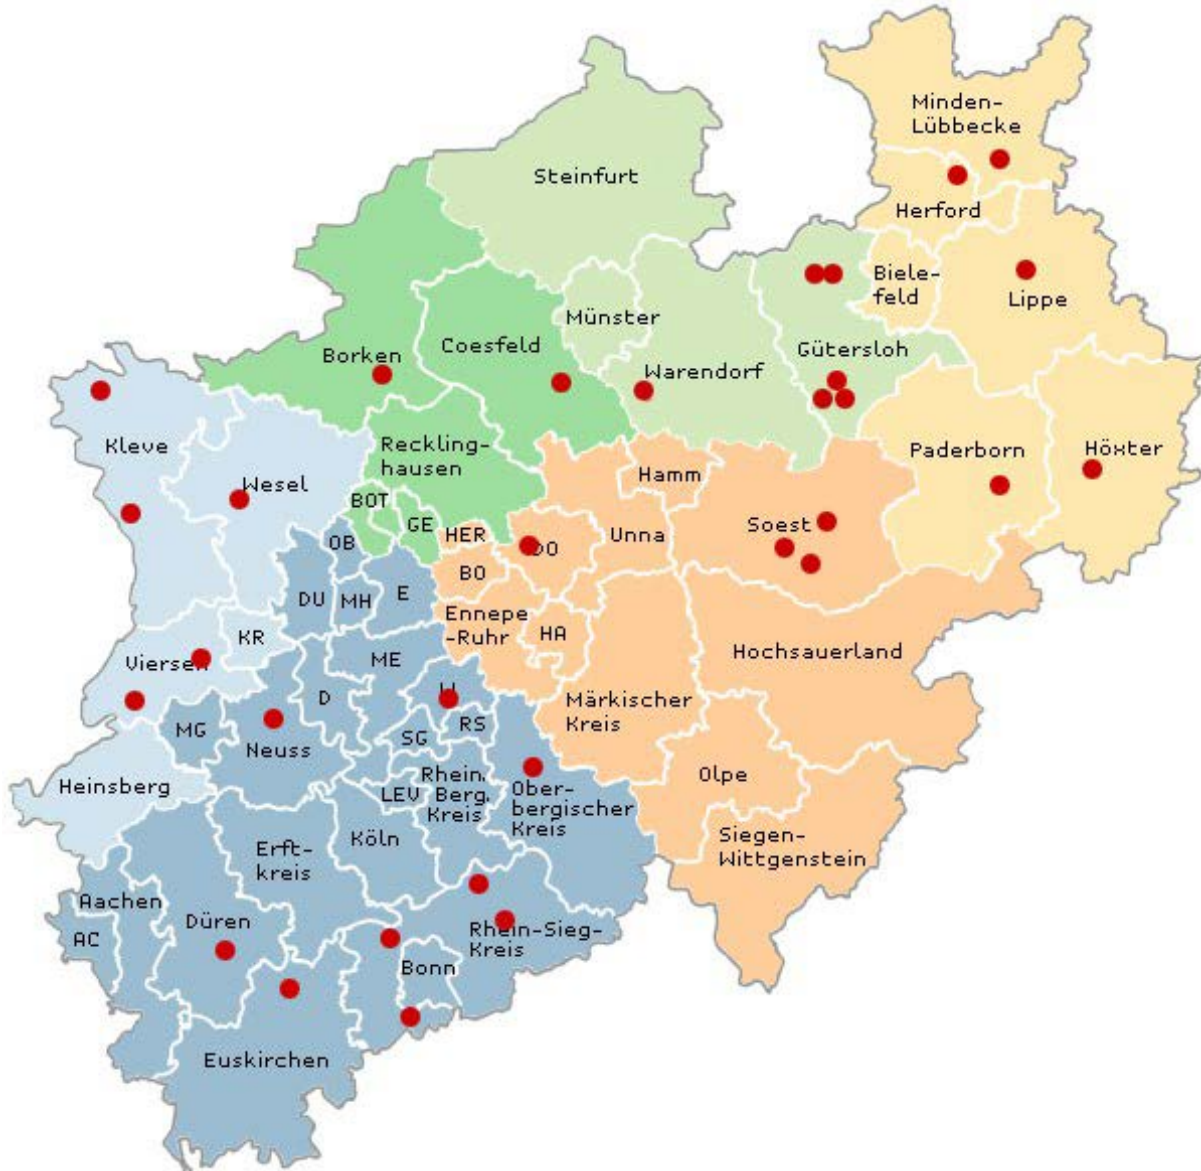 Minden-
Lübbecke
Steinfurt
Herford
Biele-
feld
Lippe
Münster
Coesfeld
Borken
Gütersloh
Warendorf
Kleve
Reckling-
hausen
Paderborn
Höxter
Wesel
Hamm
BOT
GE
Soest
HER
Unna
OB
DO
BO
E
DU
MH
Ennepe
-Ruhr
HA
KR
Viersen
ME
Hochsauerland
D
Märkischer
Kreis
W
MG
RS
SG
Neuss
Olpe
Rhein.
Berg.
Kreis
LEV
Ober-
bergischer
Kreis
Heinsberg
Köln
Siegen-
Wittgenstein
Erft-
kreis
Aachen
Düren
AC
Rhein-Sieg-
Kreis
Bonn
Euskirchen